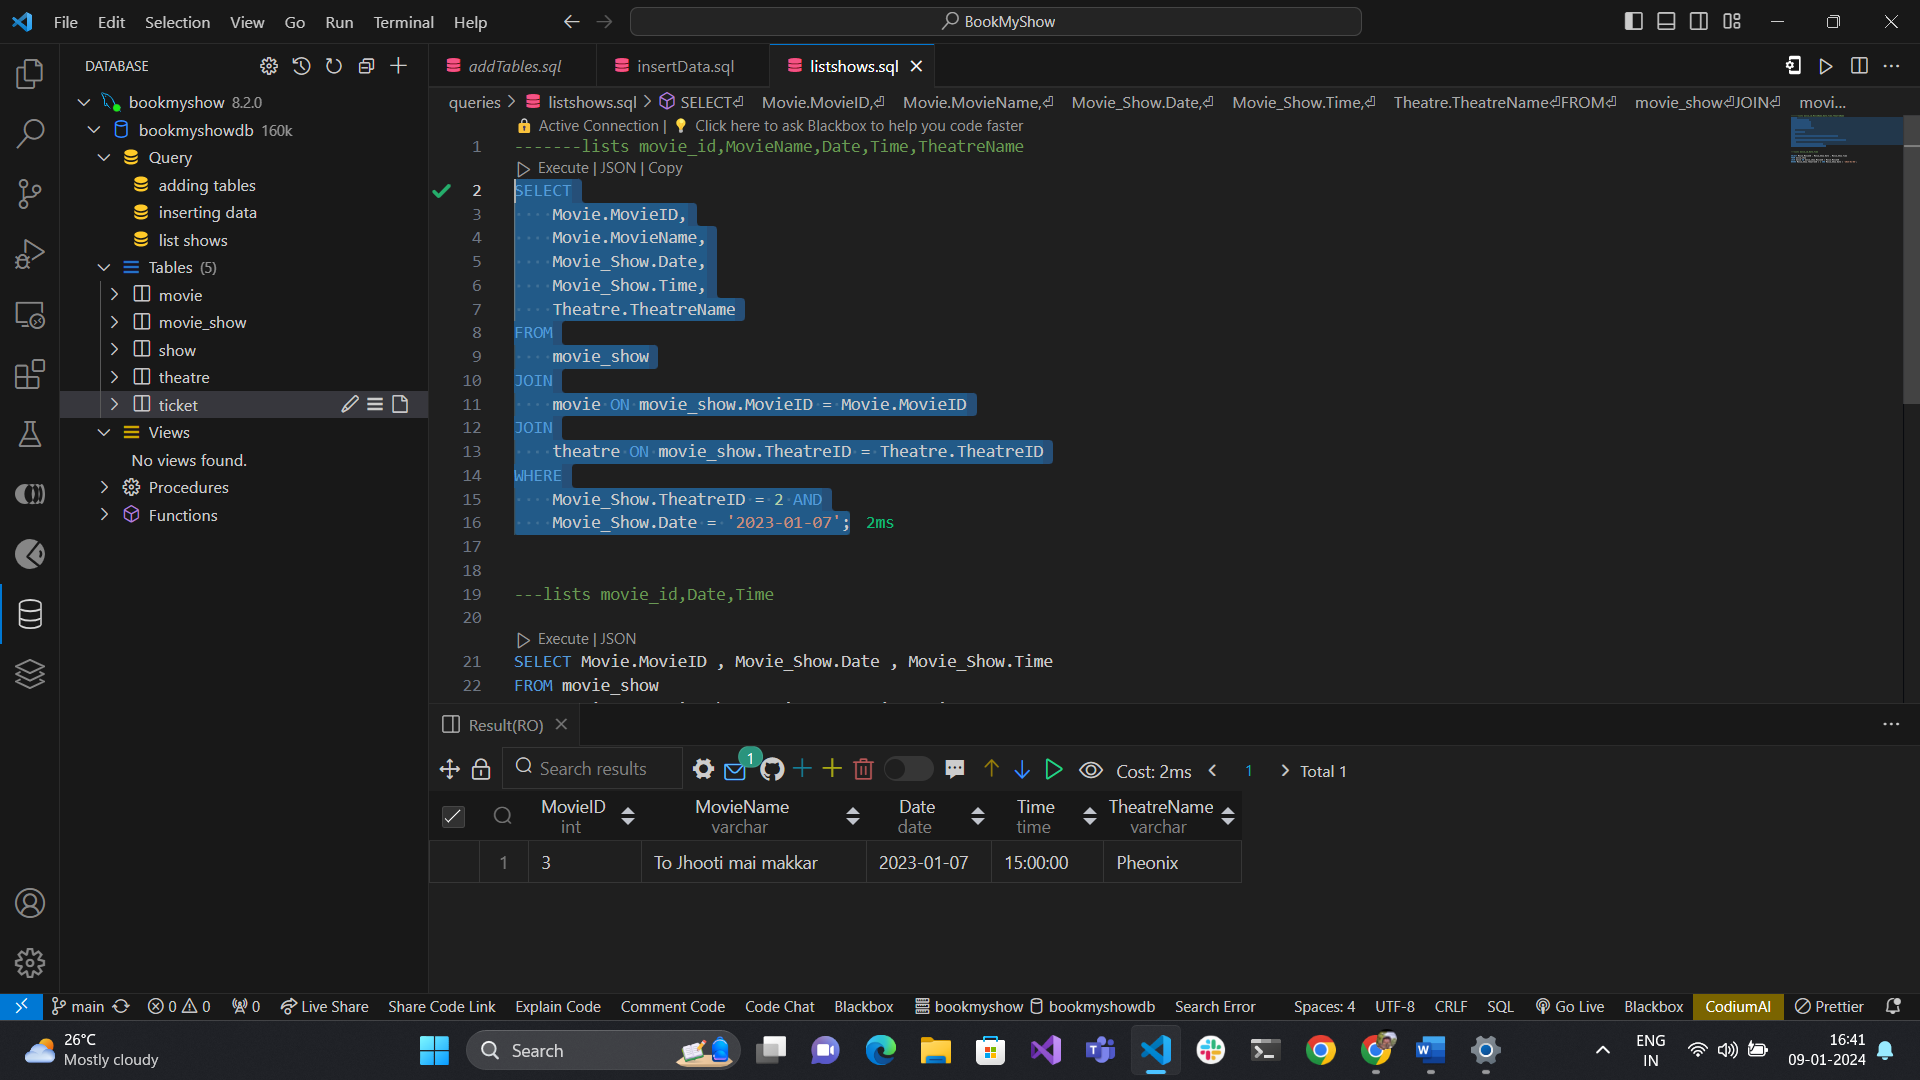 File Edit Selection View Go Run Terminal Help
BookMyShow
DATABASE
bookmyshow 8.2.0
bookmyshowdb 160k
Query
adding tables
inserting data
list shows
Tables (5)
movie
movie_show
show
theatre
ticket
Views
No views found.
Procedures
Functions
addTables.sql insertData.sql listshows.sql
queries > listshows.sql > SELECT⏎ Movie.MovieID,⏎ Movie.MovieName,⏎ Movie_Show.Date,⏎ Movie_Show.Time,⏎ Theatre.TheatreName⏎FROM⏎ movie_show⏎JOIN⏎ movi...
Active Connection | Click here to ask Blackbox to help you code faster
1 -------lists movie_id,MovieName,Date,Time,TheatreName
Execute | JSON | Copy
2 SELECT
3 Movie.MovieID,
4 Movie.MovieName,
5 Movie_Show.Date,
6 Movie_Show.Time,
7 Theatre.TheatreName
8 FROM
9 movie_show
10 JOIN
11 movie ON movie_show.MovieID = Movie.MovieID
12 JOIN
13 theatre ON movie_show.TheatreID = Theatre.TheatreID
14 WHERE
15 Movie_Show.TheatreID = 2 AND
16 Movie_Show.Date = '2023-01-07'; 2ms
17
18
19 ---lists movie_id,Date,Time
20
Execute | JSON
21 SELECT Movie.MovieID , Movie_Show.Date , Movie_Show.Time
22 FROM movie_show
Result(RO)
Search results 1 Cost: 2ms < 1 > Total 1
MovieID MovieName Date Time TheatreName
int varchar date time varchar
1 3 To Jhooti mai makkar 2023-01-07 15:00:00 Pheonix
main 0 0 0 Live Share Share Code Link Explain Code Comment Code Code Chat Blackbox bookmyshow bookmyshowdb Search Error Spaces: 4 UTF-8 CRLF SQL Go Live Blackbox CodiumAI Prettier
26°C
Mostly cloudy
Search
ENG
IN
16:41
09-01-2024